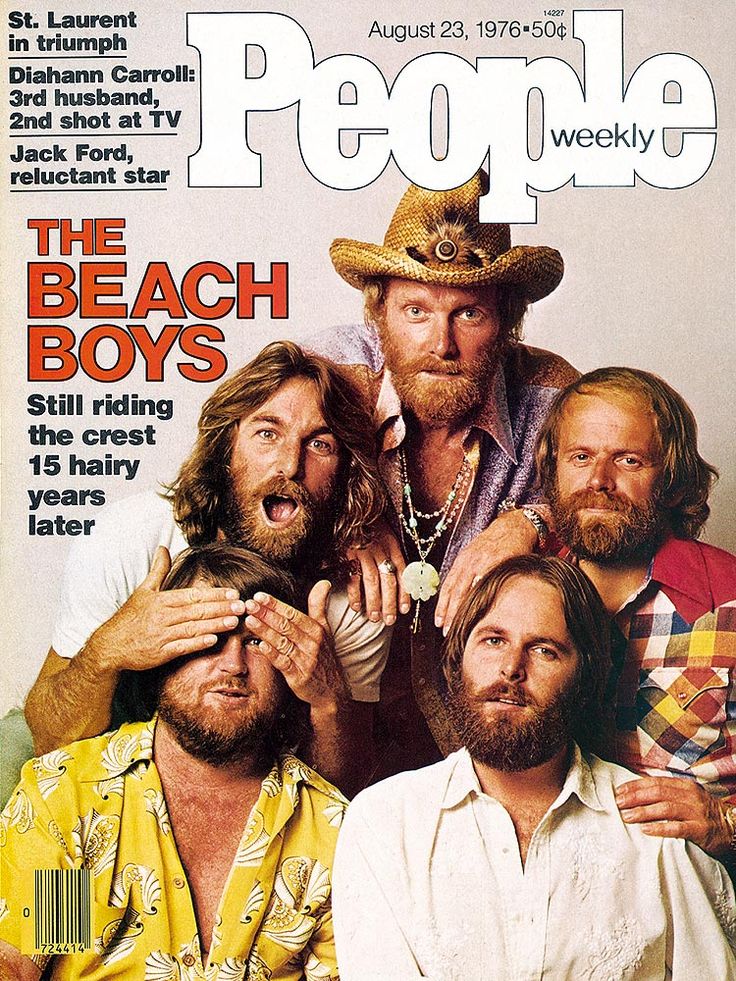 St. Laurent
in triumph
Diahann Carroll:
3rd husband,
2nd shot at TV
Jack Ford,
reluctant star
14227
August 23, 1976▪50¢
People
weekly
THE
BEACH
BOYS
Still riding
the crest
15 hairy
years
later
0
724414